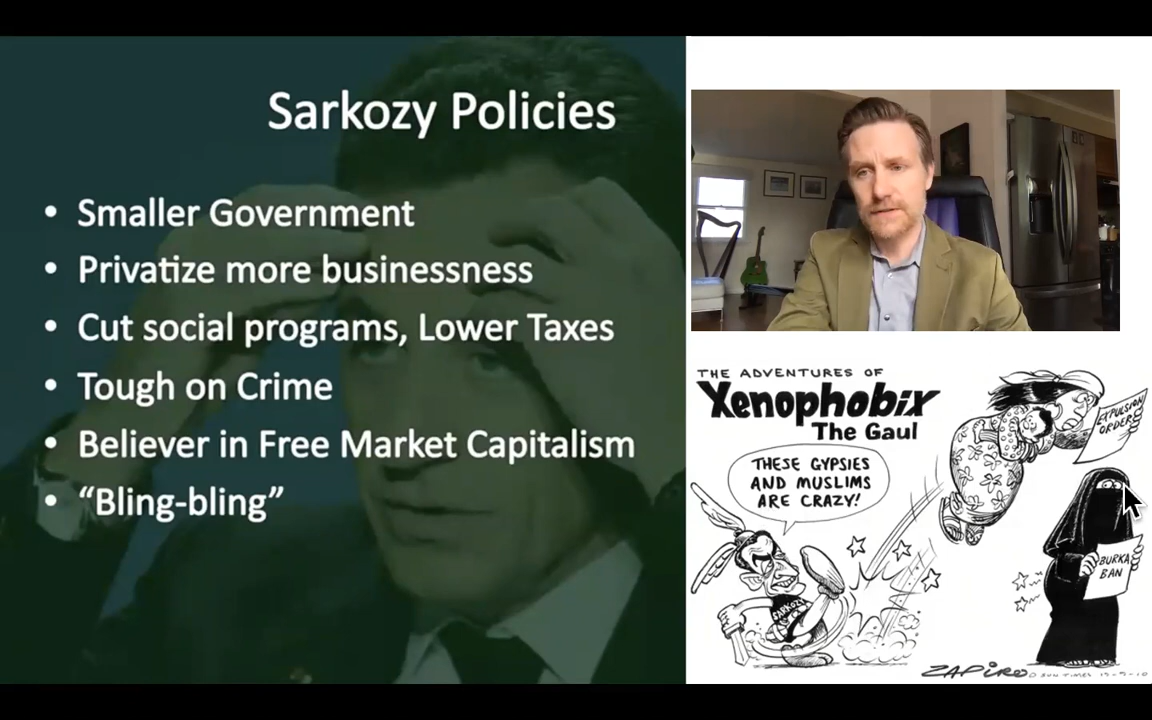 Sarkozy Policies
• Smaller Government
• Privatize more businessness
• Cut social programs, Lower Taxes
• Tough on Crime
• Believer in Free Market Capitalism
• “Bling-bling”
THE ADVENTURES OF
Xenophobix
The Gaul
THESE GYPSIES
AND MUSLIMS
ARE CRAZY!
EXPULSION
ORDER
BURKA
BAN
SARKOZY
ZAPIRO